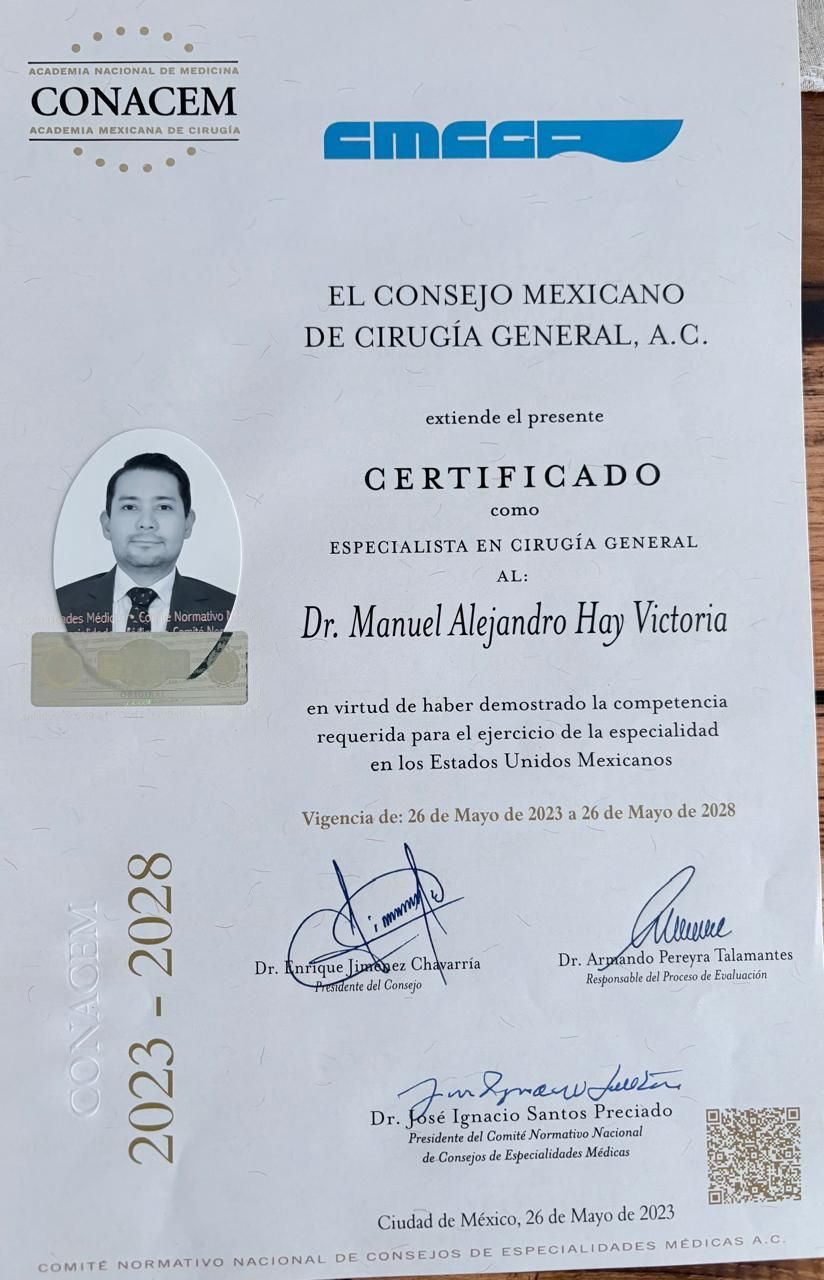 ACADEMIA NACIONAL DE MEDICINA
CONACEM
ACADEMIA MEXICANA DE CIRUGÍA
CMCG
EL CONSEJO MEXICANO
DE CIRUGÍA GENERAL, A.C.
extiende el presente
CERTIFICADO
como
ESPECIALISTA EN CIRUGÍA GENERAL
AL:
Dr. Manuel Alejandro Hay Victoria
Comité Normativo
ORIGINAL
en virtud de haber demostrado la competencia
requerida para el ejercicio de la especialidad
en los Estados Unidos Mexicanos
Vigencia de: 26 de Mayo de 2023 a 26 de Mayo de 2028
CONACEM
2023 - 2028
Dr. Enrique Jiménez Chavarría
Presidente del Consejo
Dr. Armando Pereyra Talamantes
Responsable del Proceso de Evaluación
Dr. José Ignacio Santos Preciado
Presidente del Comité Normativo Nacional
de Consejos de Especialidades Médicas
Ciudad de México, 26 de Mayo de 2023
COMITÉ NORMATIVO NACIONAL DE CONSEJOS DE ESPECIALIDADES MÉDICAS A.C.